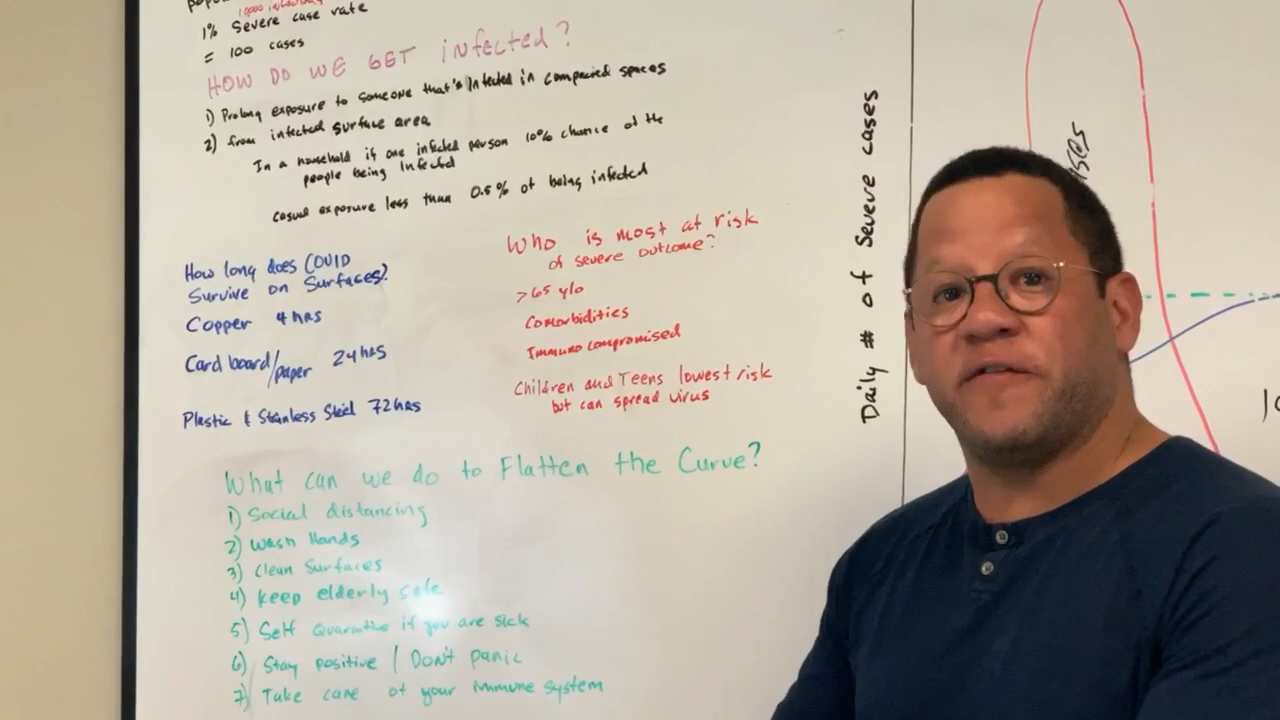 popu
10000 infections
1% Severe case rate
= 100 cases
HOW DO WE GET infected?
1) Prolong exposure to someone that's Infected in compacied spaces
2) from infected surface area
In a household if one infected person 10% chance of the
people being Infected
Casual exposure less than 0.5% of being infected
How long does COVID
Survive on Surfaces?
Copper 4 hrs
Card board/paper 24 hrs
Plastic & Stainless Steel 72 hrs
Who is most at risk
of severe outcome?
>65 y/o
Comorbidities
Immuno compromised
Children and Teens lowest risk
but can spread virus
What can we do to Flatten the Curve?
1) Social distancing
2) Wash Hands
3) Clean Surfaces
4) Keep elderly safe
5) Self Quarantine if you are sick
6) Stay positive / Don't panic
7) Take care of your immune system
Daily # of Severe cases
10